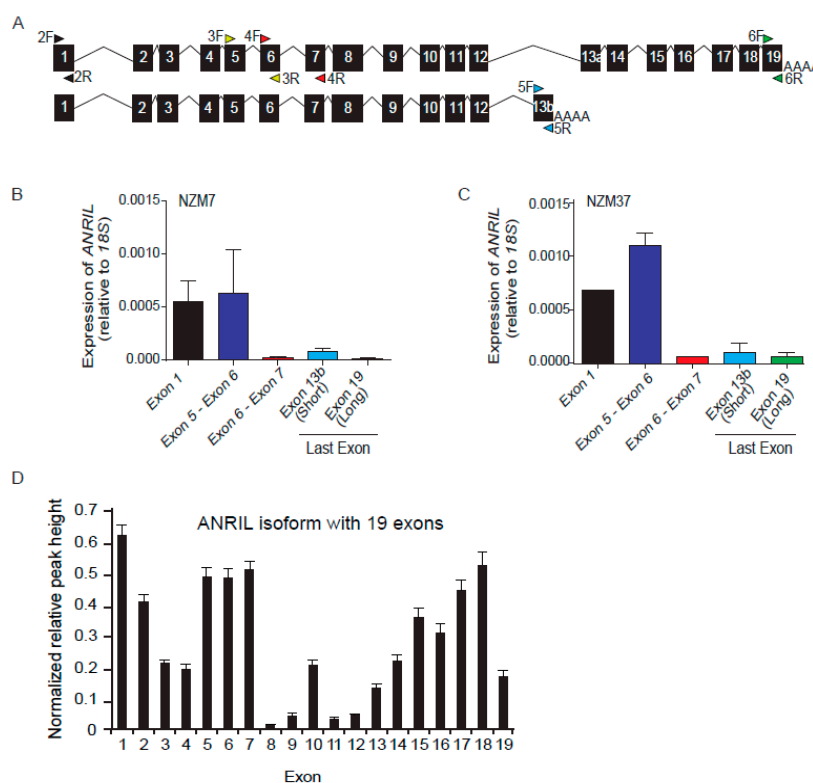 A
2F 3F 4F 6F
1 2 3 4 5 6 7 8 9 10 11 12 13a 14 15 16 17 18 19 AAAA
2R 3R 4R 5F 6R
1 2 3 4 5 6 7 8 9 10 11 12 13b AAAA
5R
B
NZM7
Expression of ANRIL
(relative to 18S)
0.0015
0.0010
0.0005
0.000
Exon 1
Exon 5 - Exon 6
Exon 6 - Exon 7
Exon 13b
(Short)
Exon 19
(Long)
Last Exon
C
NZM37
Expression of ANRIL
(relative to 18S)
0.0015
0.0010
0.0005
0.0000
Exon 1
Exon 5 - Exon 6
Exon 6 - Exon 7
Exon 13b
(Short)
Exon 19
(Long)
Last Exon
D
ANRIL isoform with 19 exons
Normalized relative peak height
0.7
0.6
0.5
0.4
0.2
0.1
0
1 2 3 4 5 6 7 8 9 10 11 12 13 14 15 16 17 18 19
Exon